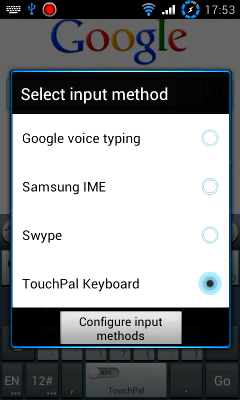 17:53
Google
Select input method
Google voice typing
Samsung IME
Swype
TouchPal Keyboard
Configure input
methods
EN 12# , abc TouchPal . Go